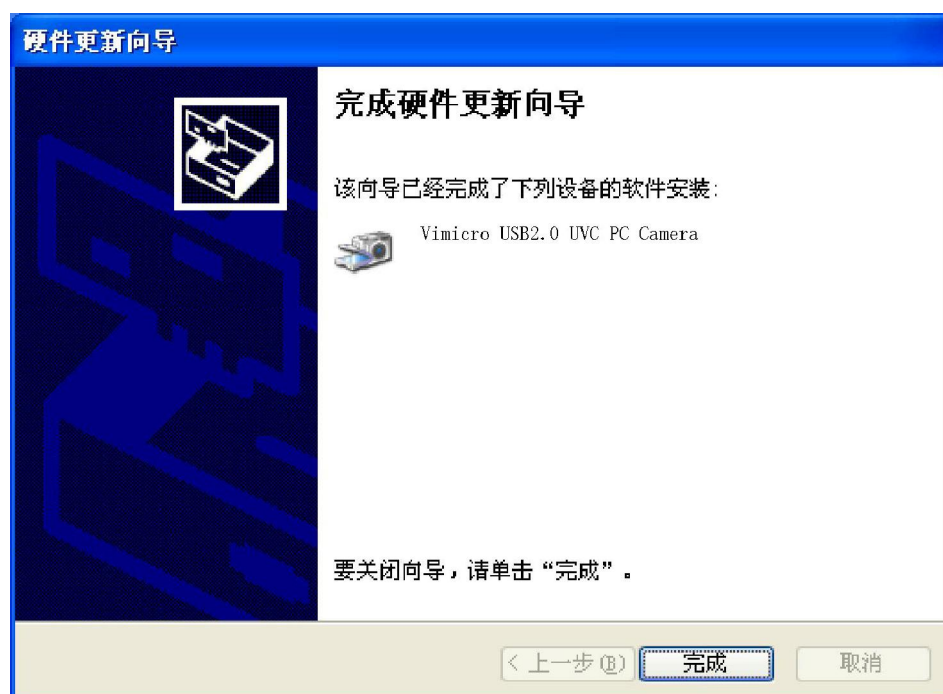 硬件更新向导
完成硬件更新向导
该向导已经完成了下列设备的软件安装:
Vimicro USB2.0 UVC PC Camera
要关闭向导，请单击“完成”。
< 上一步(B)
完成
取消